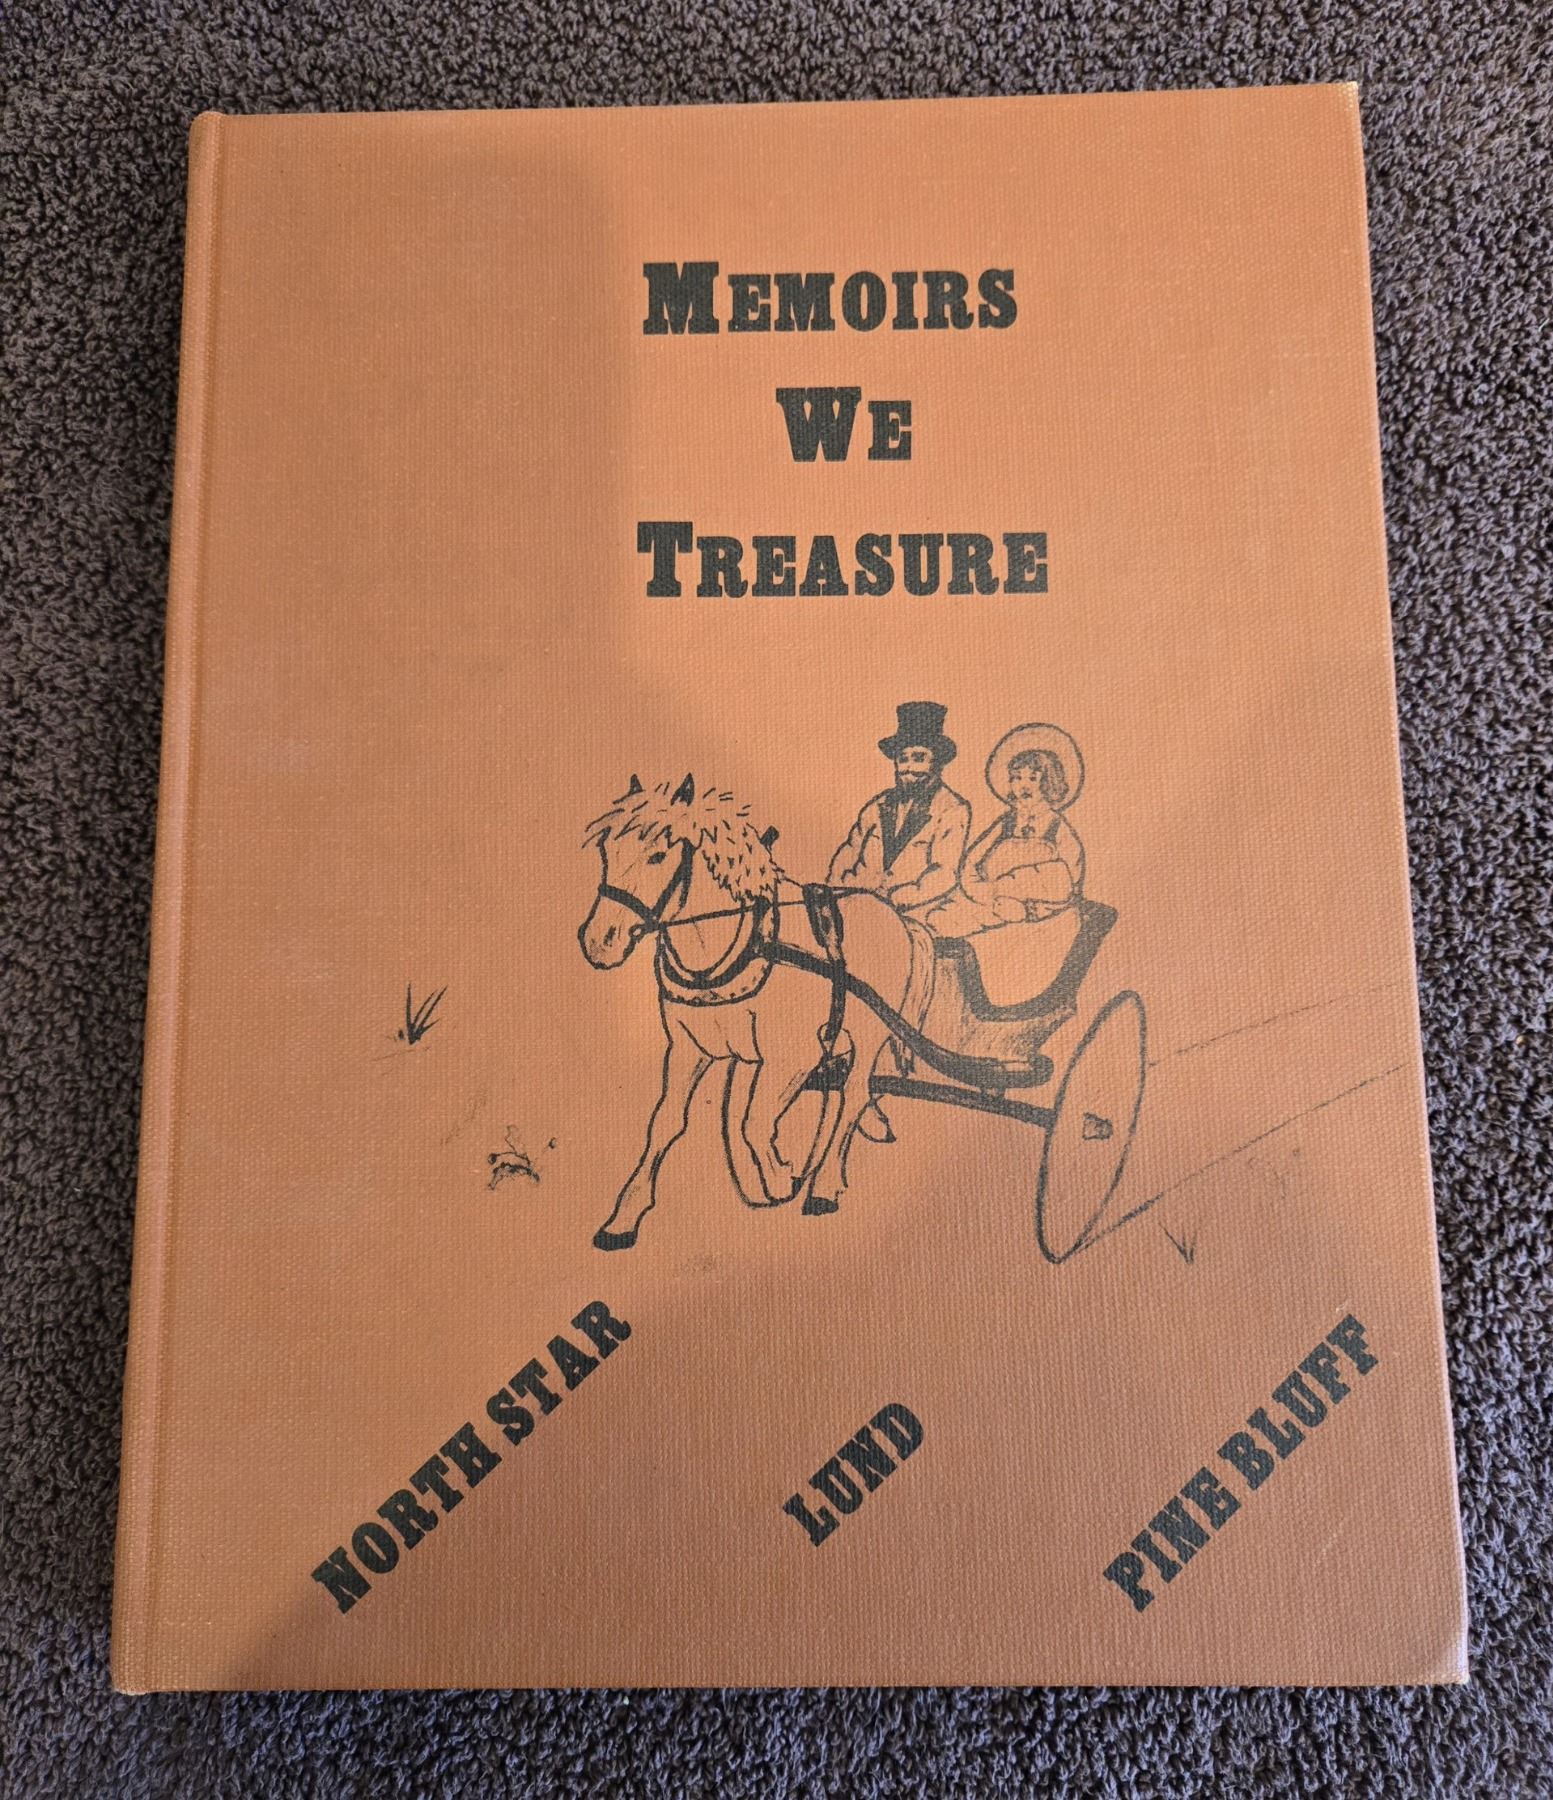 MEMOIRS
WE
TREASURE
NORTH STAR
LUND
PINE BLUFF